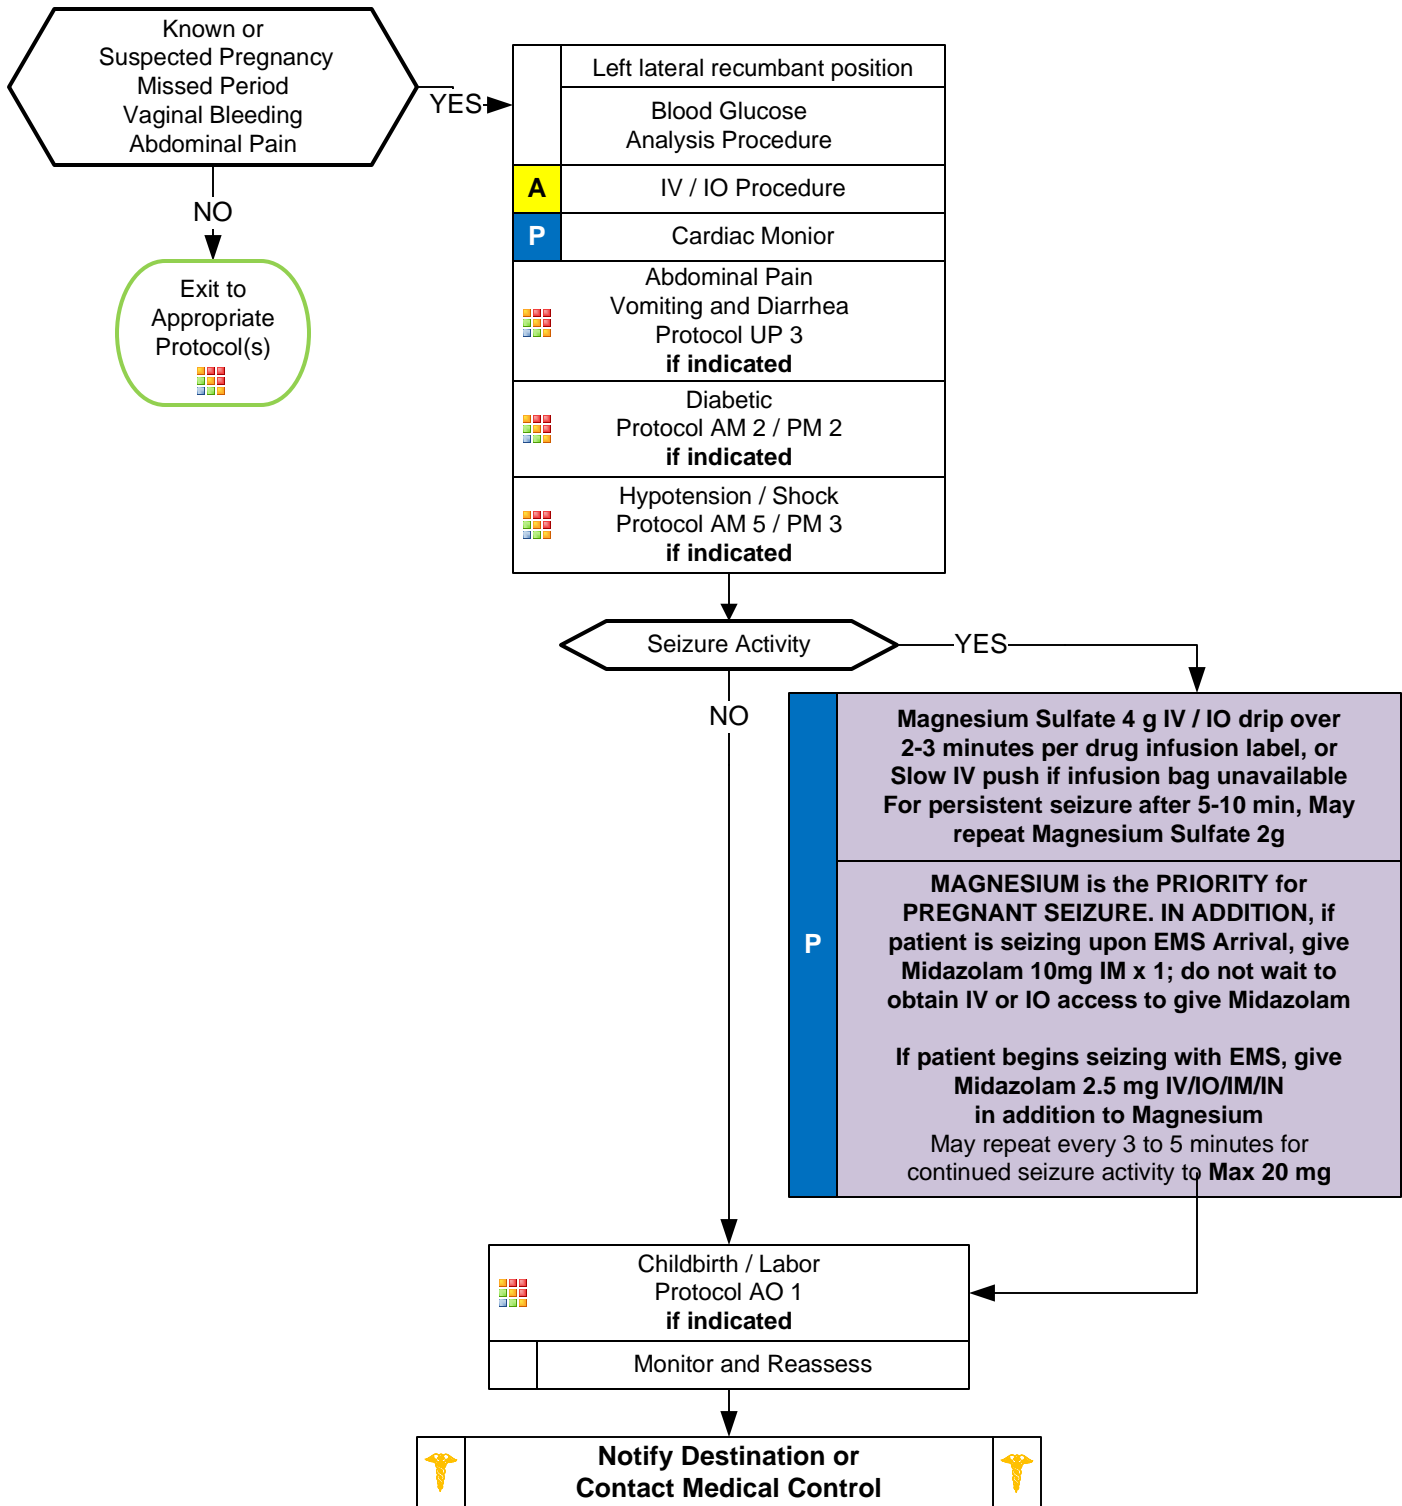 Known or
Suspected Pregnancy
Missed Period
Vaginal Bleeding
Abdominal Pain
YES
NO
Exit to
Appropriate
Protocol(s)
Left lateral recumbant position
Blood Glucose
Analysis Procedure
A
IV / IO Procedure
P
Cardiac Monior
Abdominal Pain
Vomiting and Diarrhea
Protocol UP 3
if indicated
Diabetic
Protocol AM 2 / PM 2
if indicated
Hypotension / Shock
Protocol AM 5 / PM 3
if indicated
Seizure Activity
YES
NO
P
Magnesium Sulfate 4 g IV / IO drip over
2-3 minutes per drug infusion label, or
Slow IV push if infusion bag unavailable
For persistent seizure after 5-10 min, May
repeat Magnesium Sulfate 2g
MAGNESIUM is the PRIORITY for
PREGNANT SEIZURE. IN ADDITION, if
patient is seizing upon EMS Arrival, give
Midazolam 10mg IM x 1; do not wait to
obtain IV or IO access to give Midazolam
If patient begins seizing with EMS, give
Midazolam 2.5 mg IV/IO/IM/IN
in addition to Magnesium
May repeat every 3 to 5 minutes for
continued seizure activity to Max 20 mg
Childbirth / Labor
Protocol AO 1
if indicated
Monitor and Reassess
Notify Destination or
Contact Medical Control